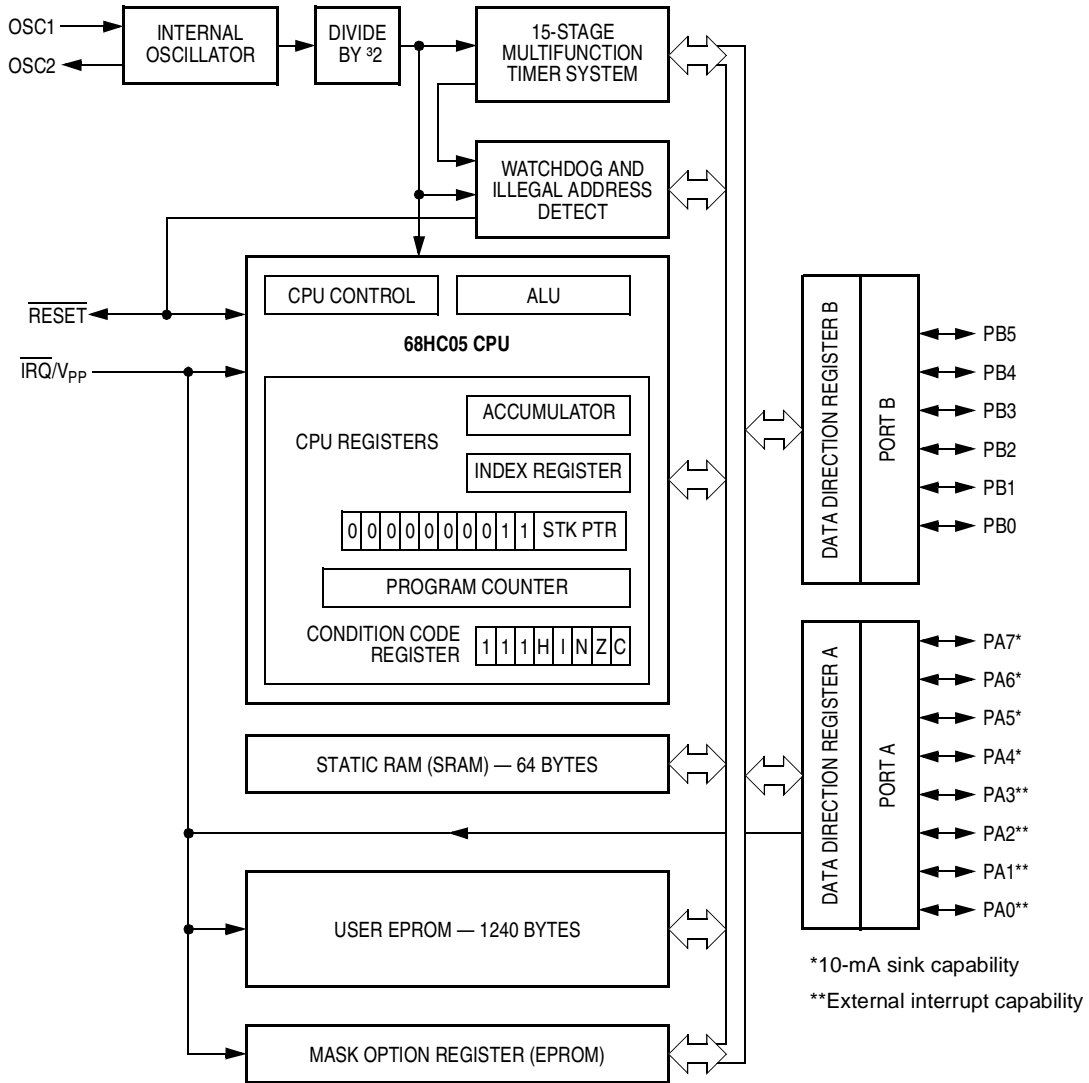 OSC1
OSC2
INTERNAL
OSCILLATOR
DIVIDE
BY ³2
15-STAGE
MULTIFUNCTION
TIMER SYSTEM
WATCHDOG AND
ILLEGAL ADDRESS
DETECT
RESET
IRQ/VPP
CPU CONTROL
ALU
68HC05 CPU
CPU REGISTERS
ACCUMULATOR
INDEX REGISTER
0 0 0 0 0 0 0 0 1 1 STK PTR
PROGRAM COUNTER
CONDITION CODE
REGISTER
1 1 1 H I N Z C
STATIC RAM (SRAM) — 64 BYTES
USER EPROM — 1240 BYTES
MASK OPTION REGISTER (EPROM)
DATA DIRECTION REGISTER B
PORT B
PB5
PB4
PB3
PB2
PB1
PB0
DATA DIRECTION REGISTER A
PORT A
PA7*
PA6*
PA5*
PA4*
PA3**
PA2**
PA1**
PA0**
*10-mA sink capability
**External interrupt capability